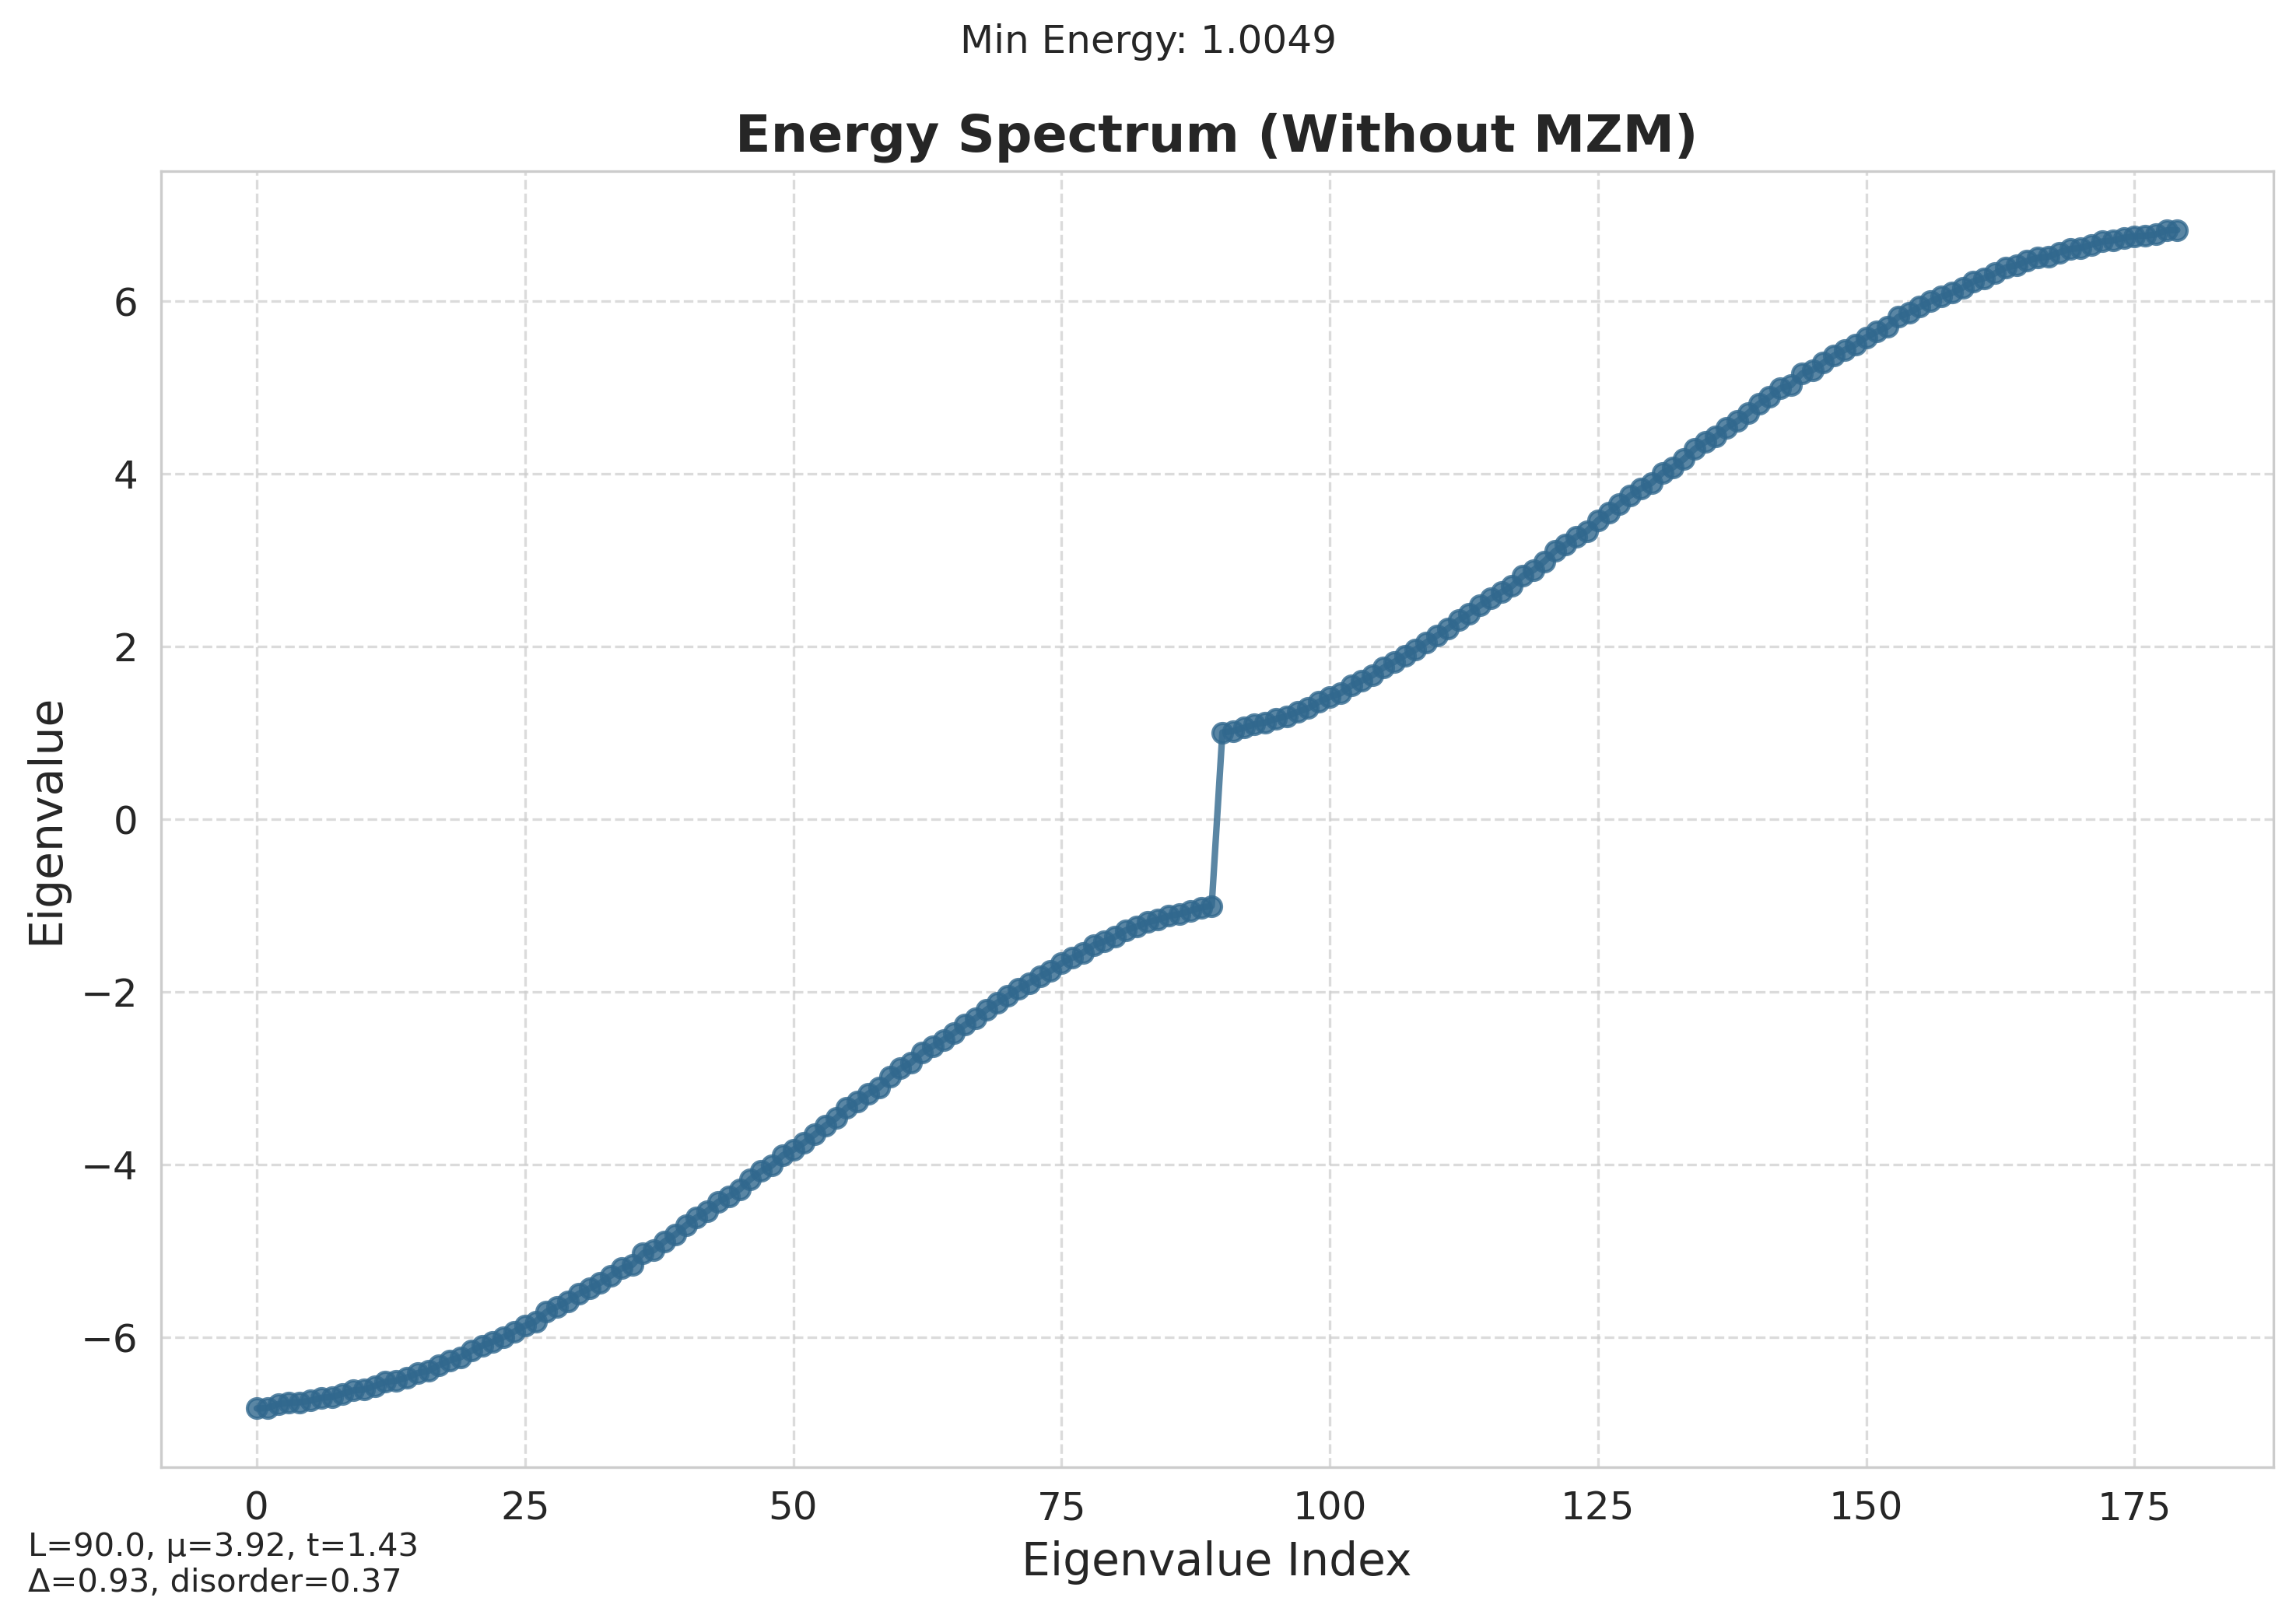 Min Energy: 1.0049
Energy Spectrum (Without MZM)
Eigenvalue
6
4
2
0
−2
−4
−6
0 25 50 75 100 125 150 175
Eigenvalue Index
L=90.0, μ=3.92, t=1.43
Δ=0.93, disorder=0.37